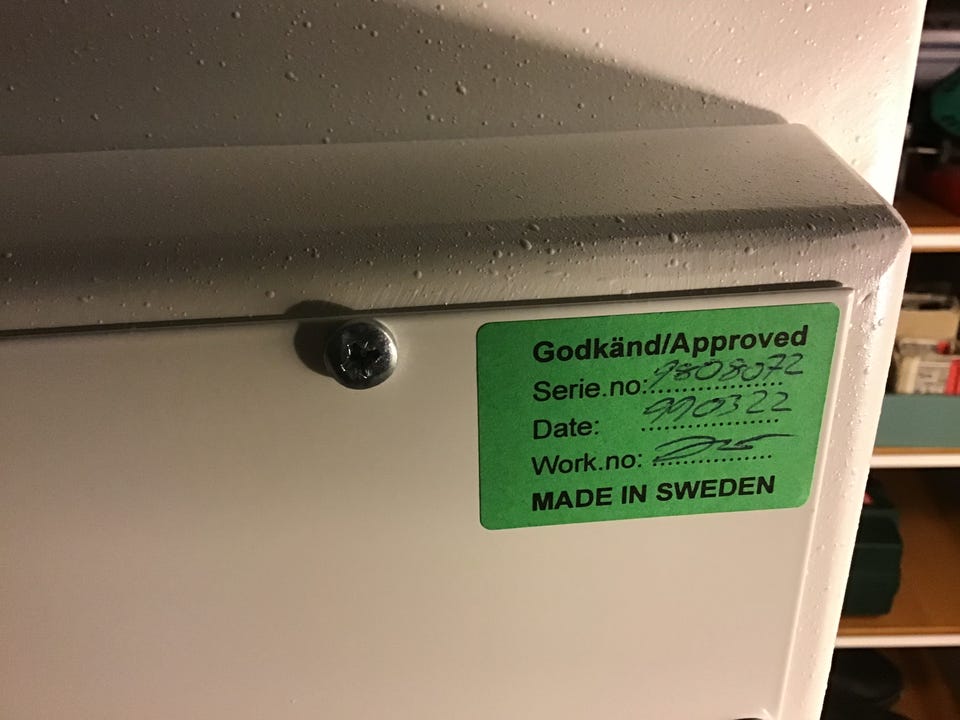 Godkänd/Approved
Serie.no: 9808072
Date: 990322
Work.no:
MADE IN SWEDEN